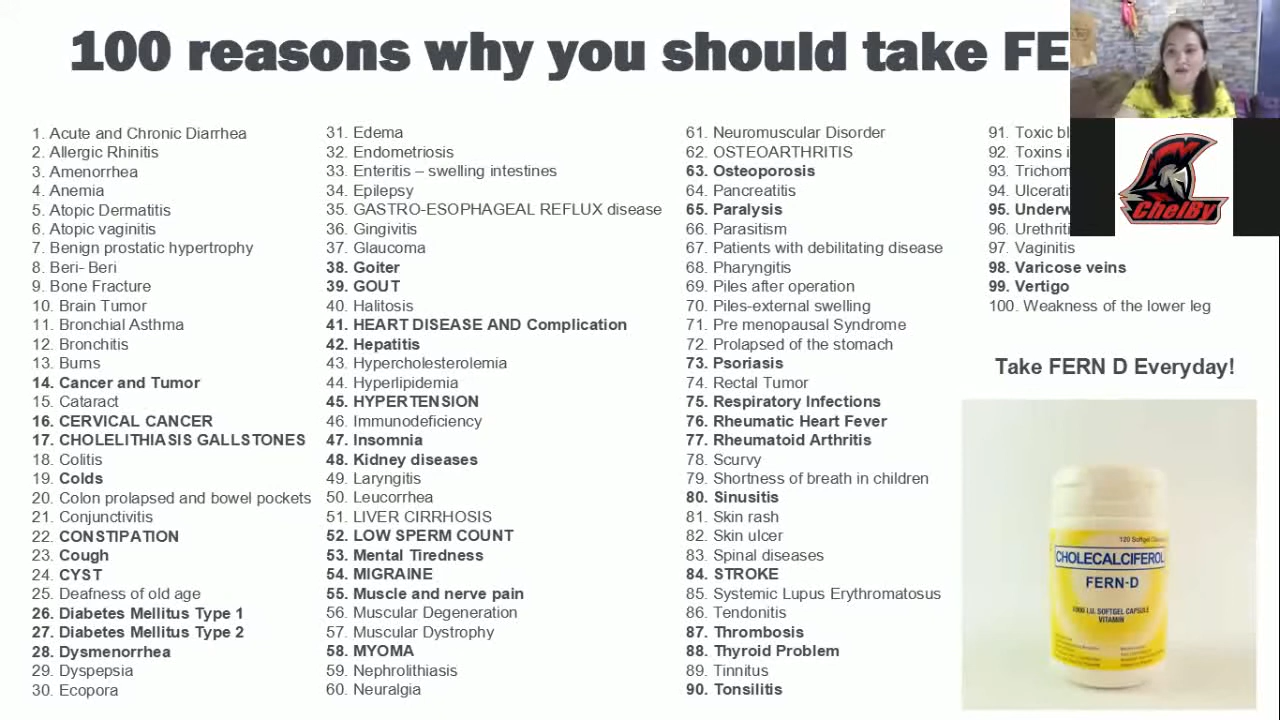 100 reasons why you should take FE
1. Acute and Chronic Diarrhea
2. Allergic Rhinitis
3. Amenorrhea
4. Anemia
5. Atopic Dermatitis
6. Atopic vaginitis
7. Benign prostatic hypertrophy
8. Beri- Beri
9. Bone Fracture
10. Brain Tumor
11. Bronchial Asthma
12. Bronchitis
13. Burns
14. Cancer and Tumor
15. Cataract
16. CERVICAL CANCER
17. CHOLELITHIASIS GALLSTONES
18. Colitis
19. Colds
20. Colon prolapsed and bowel pockets
21. Conjunctivitis
22. CONSTIPATION
23. Cough
24. CYST
25. Deafness of old age
26. Diabetes Mellitus Type 1
27. Diabetes Mellitus Type 2
28. Dysmenorrhea
29. Dyspepsia
30. Ecopora
31. Edema
32. Endometriosis
33. Enteritis – swelling intestines
34. Epilepsy
35. GASTRO-ESOPHAGEAL REFLUX disease
36. Gingivitis
37. Glaucoma
38. Goiter
39. GOUT
40. Halitosis
41. HEART DISEASE AND Complication
42. Hepatitis
43. Hypercholesterolemia
44. Hyperlipidemia
45. HYPERTENSION
46. Immunodeficiency
47. Insomnia
48. Kidney diseases
49. Laryngitis
50. Leucorrhea
51. LIVER CIRRHOSIS
52. LOW SPERM COUNT
53. Mental Tiredness
54. MIGRAINE
55. Muscle and nerve pain
56. Muscular Degeneration
57. Muscular Dystrophy
58. MYOMA
59. Nephrolithiasis
60. Neuralgia
61. Neuromuscular Disorder
62. OSTEOARTHRITIS
63. Osteoporosis
64. Pancreatitis
65. Paralysis
66. Parasitism
67. Patients with debilitating disease
68. Pharyngitis
69. Piles after operation
70. Piles-external swelling
71. Pre menopausal Syndrome
72. Prolapsed of the stomach
73. Psoriasis
74. Rectal Tumor
75. Respiratory Infections
76. Rheumatic Heart Fever
77. Rheumatoid Arthritis
78. Scurvy
79. Shortness of breath in children
80. Sinusitis
81. Skin rash
82. Skin ulcer
83. Spinal diseases
84. STROKE
85. Systemic Lupus Erythromatosus
86. Tendonitis
87. Thrombosis
88. Thyroid Problem
89. Tinnitus
90. Tonsilitis
91. Toxic bl
92. Toxins i
93. Trichom
94. Ulcerati
95. Underw
96. Urethriti
97. Vaginitis
98. Varicose veins
99. Vertigo
100. Weakness of the lower leg
ChelBy
Take FERN D Everyday!
120 Softgel
CHOLECALCIFEROL
FERN-D
1000 I.U. SOFTGEL CAPSULE
VITAMIN